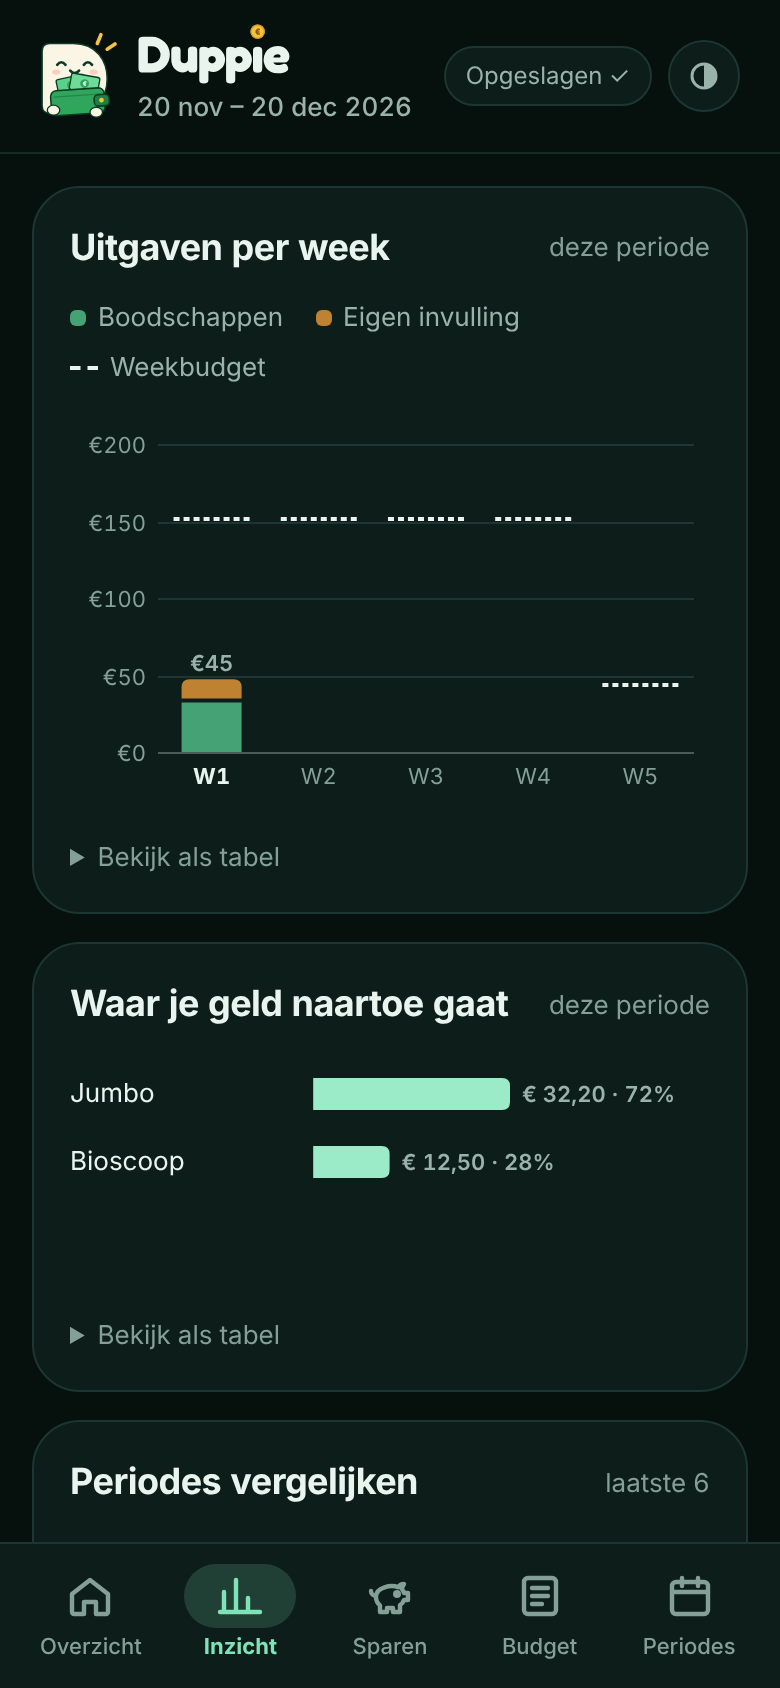 Duppie
20 nov – 20 dec 2026
Opgeslagen ✓
Uitgaven per week
deze periode
Boodschappen
Eigen invulling
Weekbudget
€200
€150
€100
€50
€0
€45
W1 W2 W3 W4 W5
Bekijk als tabel
Waar je geld naartoe gaat
deze periode
Jumbo € 32,20 · 72%
Bioscoop € 12,50 · 28%
Bekijk als tabel
Periodes vergelijken
laatste 6
Overzicht Inzicht Sparen Budget Periodes